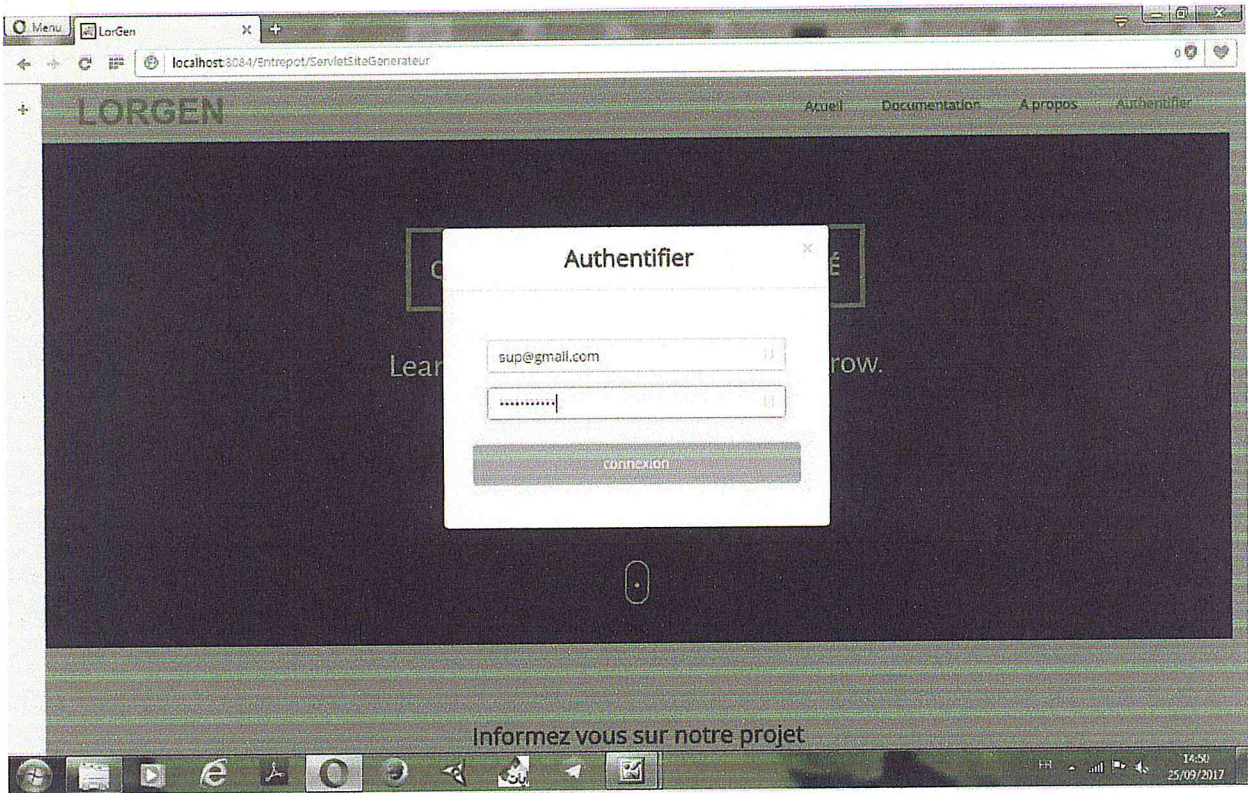 Menu
LorGen
localhost:8084/Entrepot/ServletSiteGenerateur
0
LORGEN
Acueil Documentation A propos Authentifier
Authentifier
É
sup@gmail.com
Lear
row.
•••••••••••
connexion
Informez vous sur notre projet
FR
14:50
25/09/2017